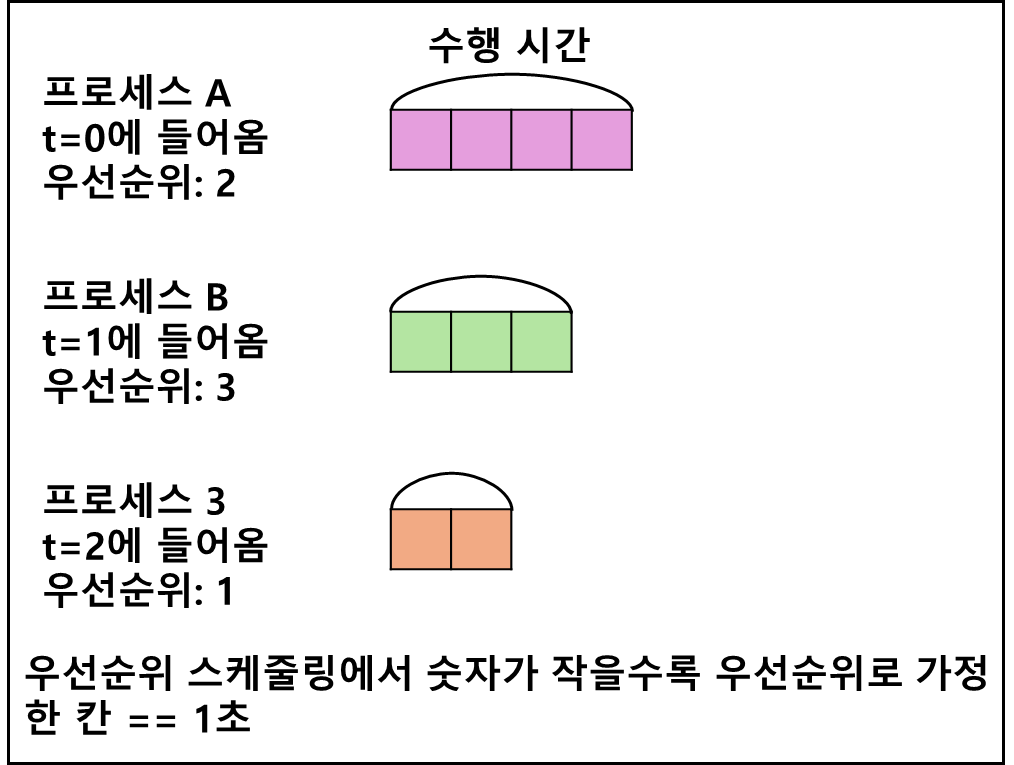 수행 시간
프로세스 A
t=0에 들어옴
우선순위: 2
프로세스 B
t=1에 들어옴
우선순위: 3
프로세스 3
t=2에 들어옴
우선순위: 1
우선순위 스케줄링에서 숫자가 작을수록 우선순위로 가정
한 칸 == 1초